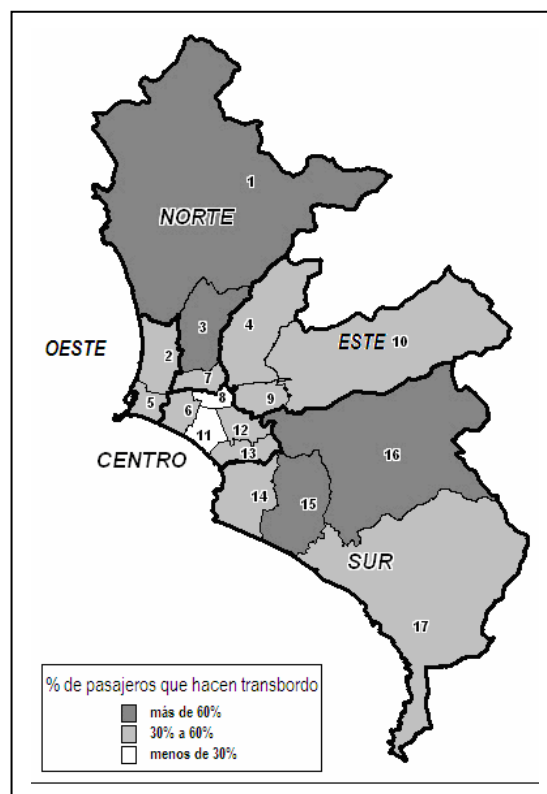 1
NORTE
3
4
OESTE
2
ESTE 10
7
5
6
8
9
11
12
CENTRO
13
16
14
15
SUR
17
% de pasajeros que hacen transbordo
más de 60%
30% a 60%
menos de 30%